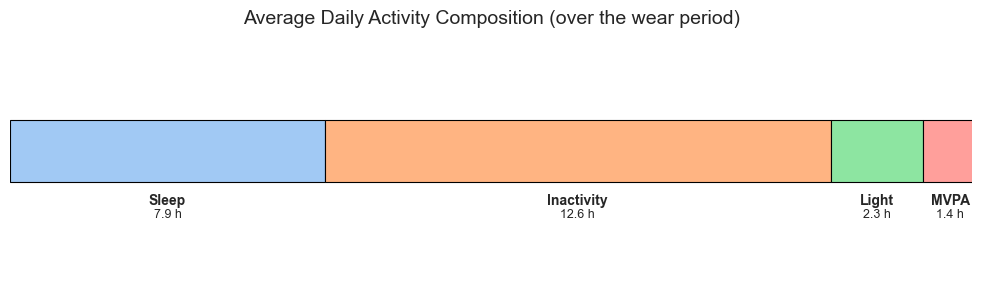 Average Daily Activity Composition (over the wear period)
Sleep
7.9 h
Inactivity
12.6 h
Light
2.3 h
MVPA
1.4 h